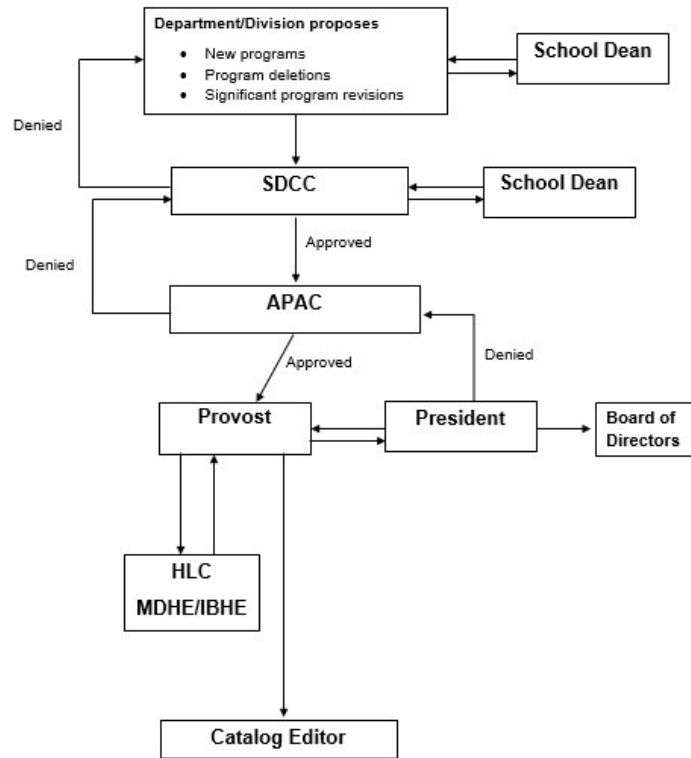 Department/Division proposes
• New programs
• Program deletions
• Significant program revisions
School Dean
Denied
SDCC
School Dean
Approved
Denied
APAC
Approved
Denied
Provost
President
Board of
Directors
HLC
MDHE/IBHE
Catalog Editor